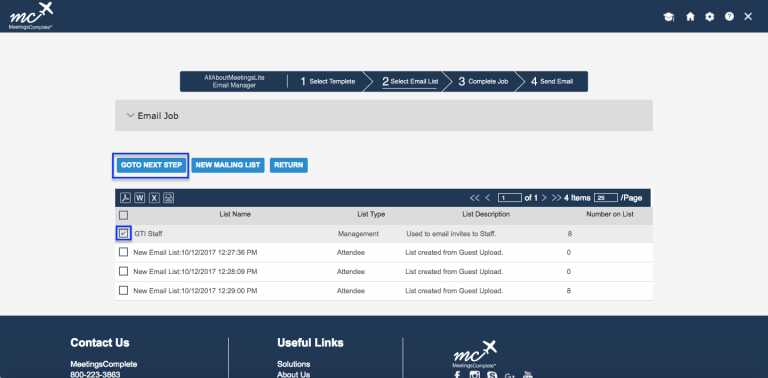 mc
MeetingsComplete
AllAboutMeetingsLite
Email Manager
1 Select Templete
2 Select Email List
3 Complete Job
4 Send Email
Email Job
GOTO NEXT STEP
NEW MAILING LIST
RETURN
<< < 1 of 1 > >> 4 Items 25 /Page
List Name List Type List Description Number on List
GTI Staff Management Used to email invites to Staff. 8
New Email List:10/12/2017 12:27:36 PM Attendee List created from Guest Upload. 0
New Email List:10/12/2017 12:28:09 PM Attendee List created from Guest Upload. 0
New Email List:10/12/2017 12:29:00 PM Attendee List created from Guest Upload. 8
Contact Us
MeetingsComplete
800-223-3863
Useful Links
Solutions
About Us
mc
MeetingsComplete